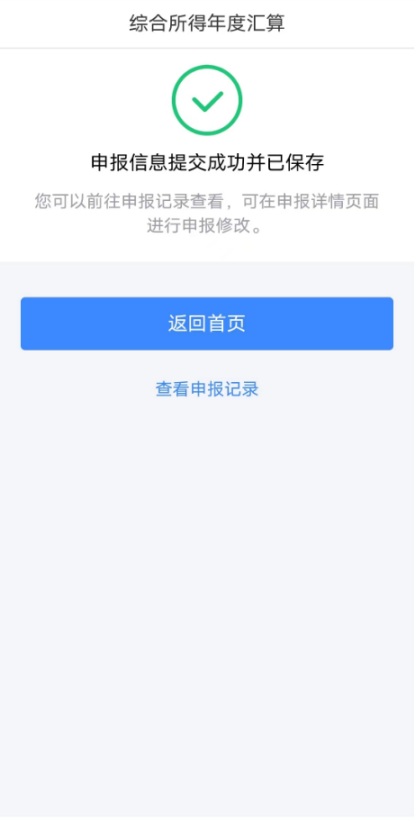 综合所得年度汇算
申报信息提交成功并已保存
您可以前往申报记录查看，可在申报详情页面
进行申报修改。
返回首页
查看申报记录